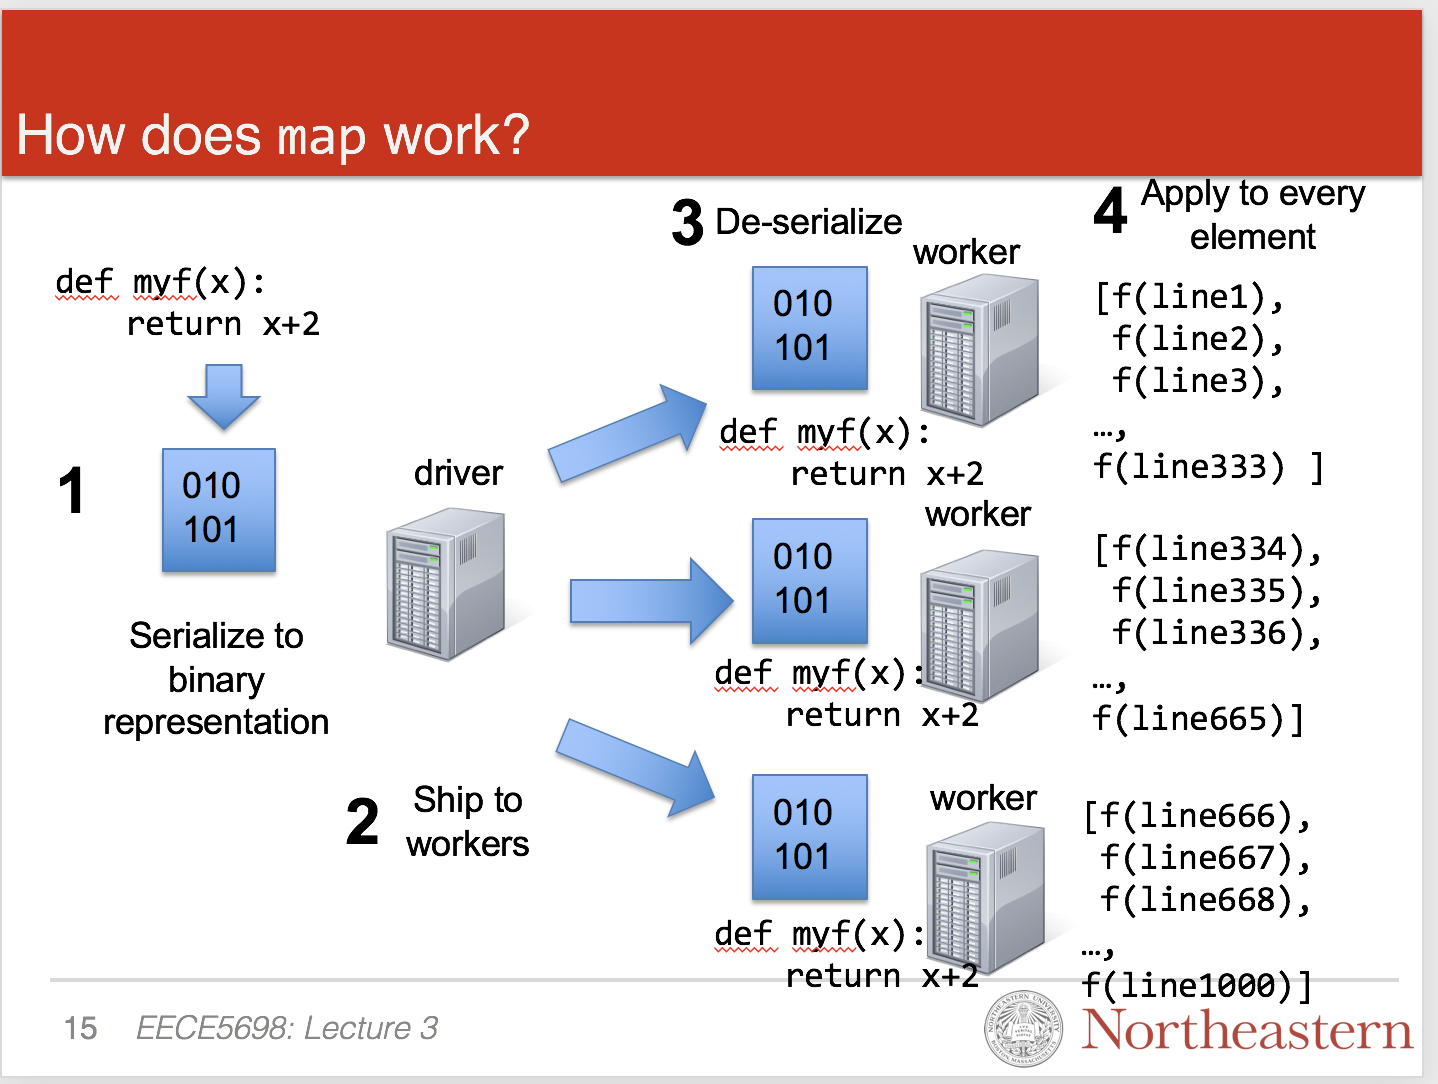 How does map work?
def myf(x):
return x+2
010
101
1
Serialize to
binary
representation
driver
2
Ship to
workers
3 De-serialize
worker
010
101
def myf(x):
return x+2
worker
010
101
def myf(x):
return x+2
worker
010
101
def myf(x):
return x+2
4 Apply to every
element
[f(line1),
f(line2),
f(line3),
…,
f(line333) ]
[f(line334),
f(line335),
f(line336),
…,
f(line665)]
[f(line666),
f(line667),
f(line668),
…,
f(line1000)]
15 EECE5698: Lecture 3
Northeastern